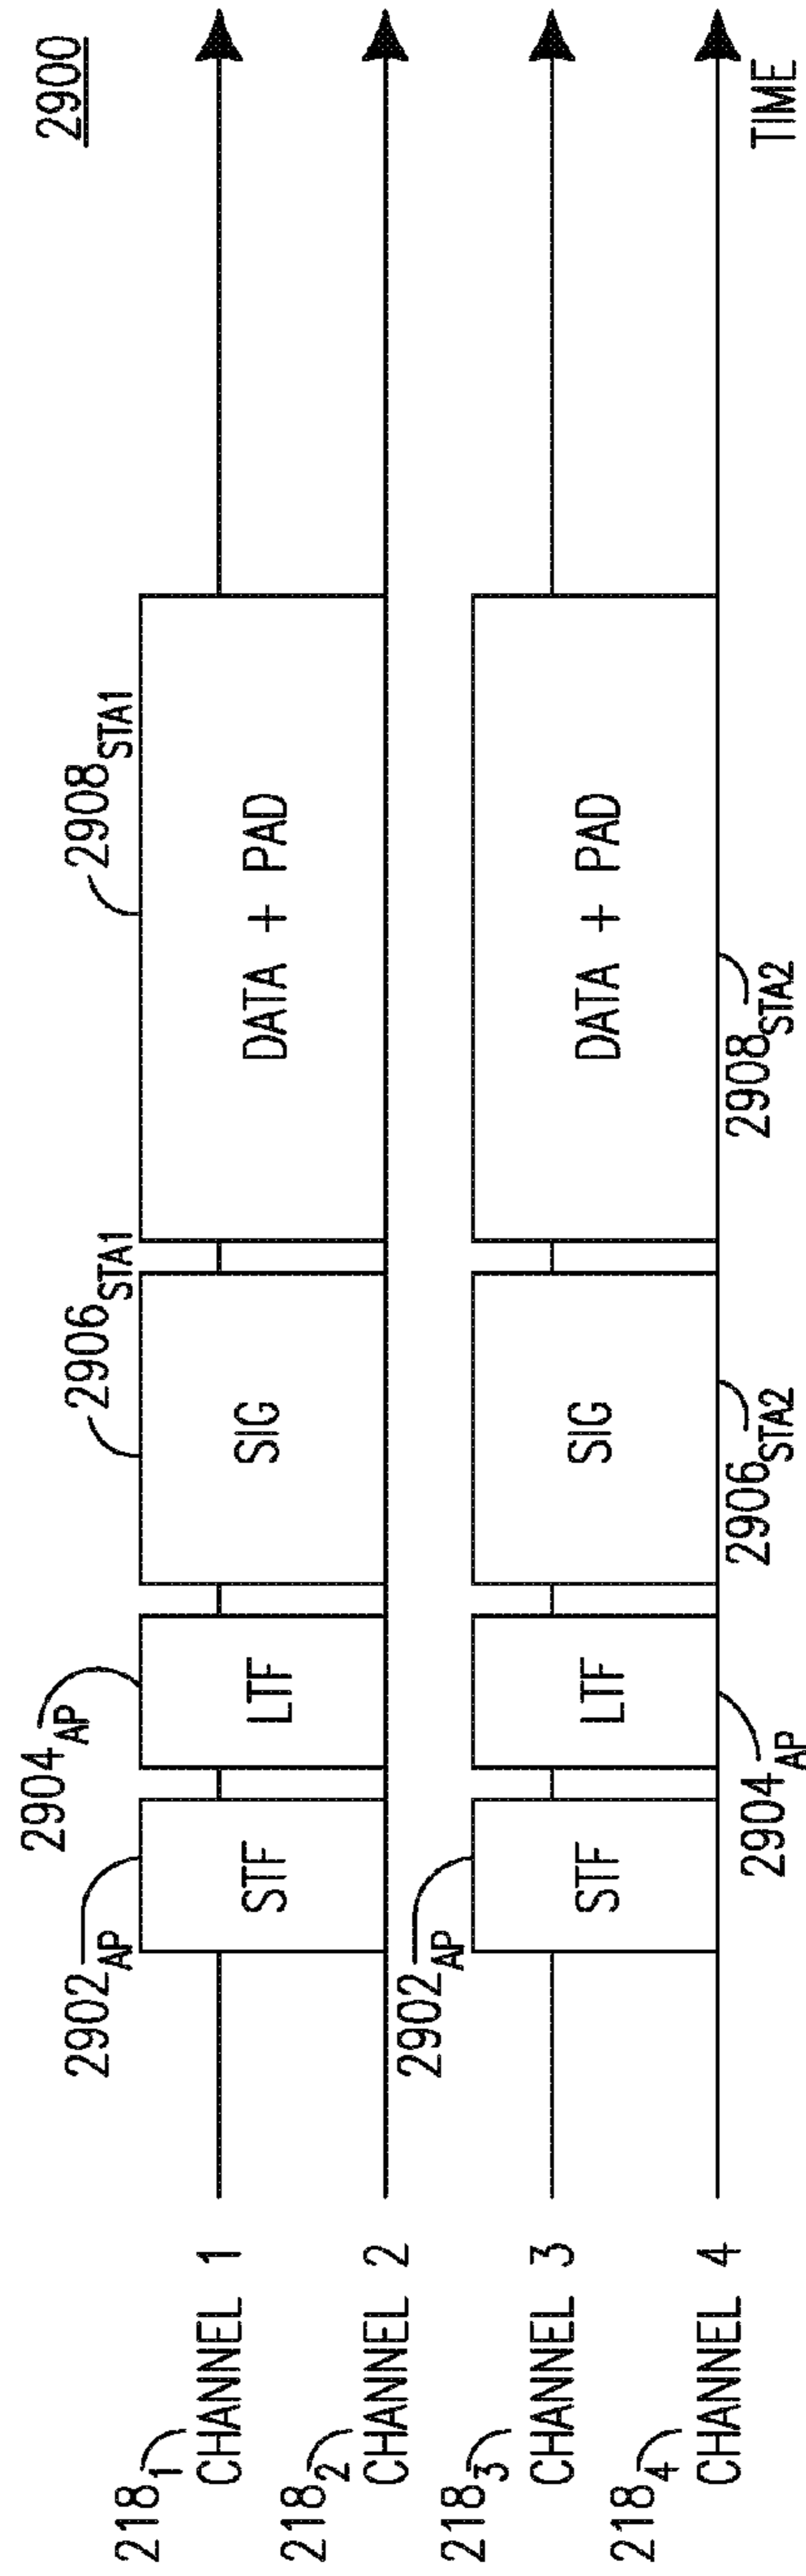 2900
218₁
CHANNEL 1
2902AP
STF
2904AP
LTF
2906STA1
SIG
2908STA1
DATA + PAD
218₂
CHANNEL 2
218₃
CHANNEL 3
2902AP
STF
LTF
SIG
DATA + PAD
218₄
CHANNEL 4
2904AP
2906STA2
2908STA2
TIME